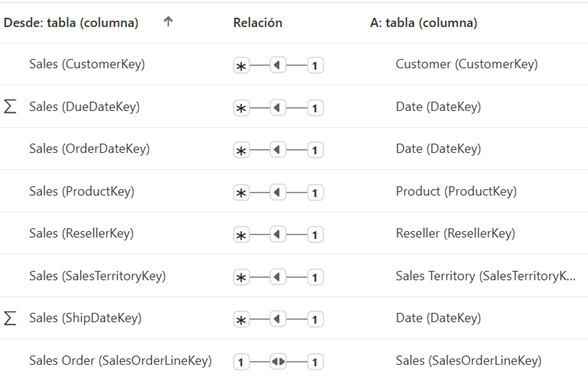 Desde: tabla (columna) ↑ Relación A: tabla (columna)
Sales (CustomerKey) * 1 Customer (CustomerKey)
Σ Sales (DueDateKey) * 1 Date (DateKey)
Sales (OrderDateKey) * 1 Date (DateKey)
Sales (ProductKey) * 1 Product (ProductKey)
Sales (ResellerKey) * 1 Reseller (ResellerKey)
Sales (SalesTerritoryKey) * 1 Sales Territory (SalesTerritoryK...
Σ Sales (ShipDateKey) * 1 Date (DateKey)
Sales Order (SalesOrderLineKey) 1 1 Sales (SalesOrderLineKey)